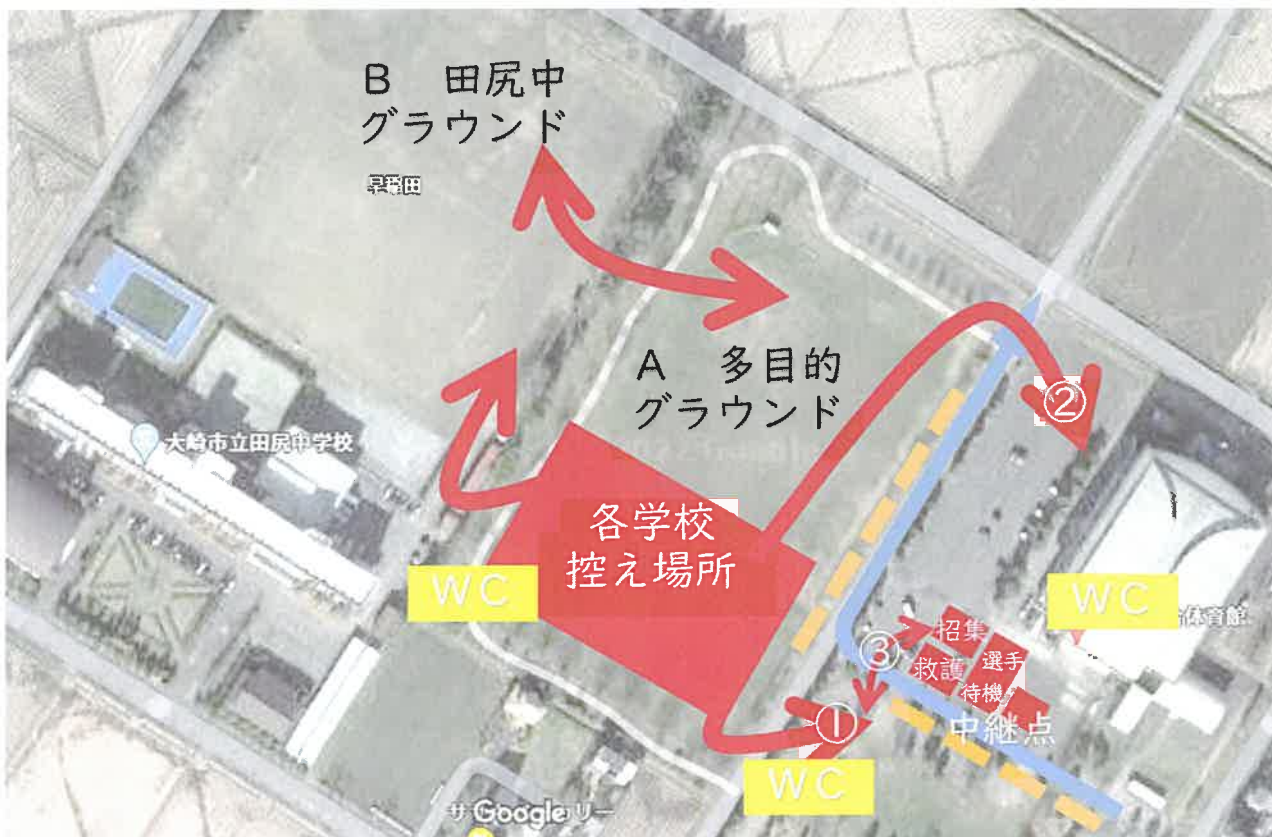 B 田尻中
グラウンド
早稲田
A 多目的
グラウンド
②
大崎市立田尻中学校
各学校
控え場所
WC
WC
体育館
招集
③
救護
選手
待機
①
中継点
WC
Google